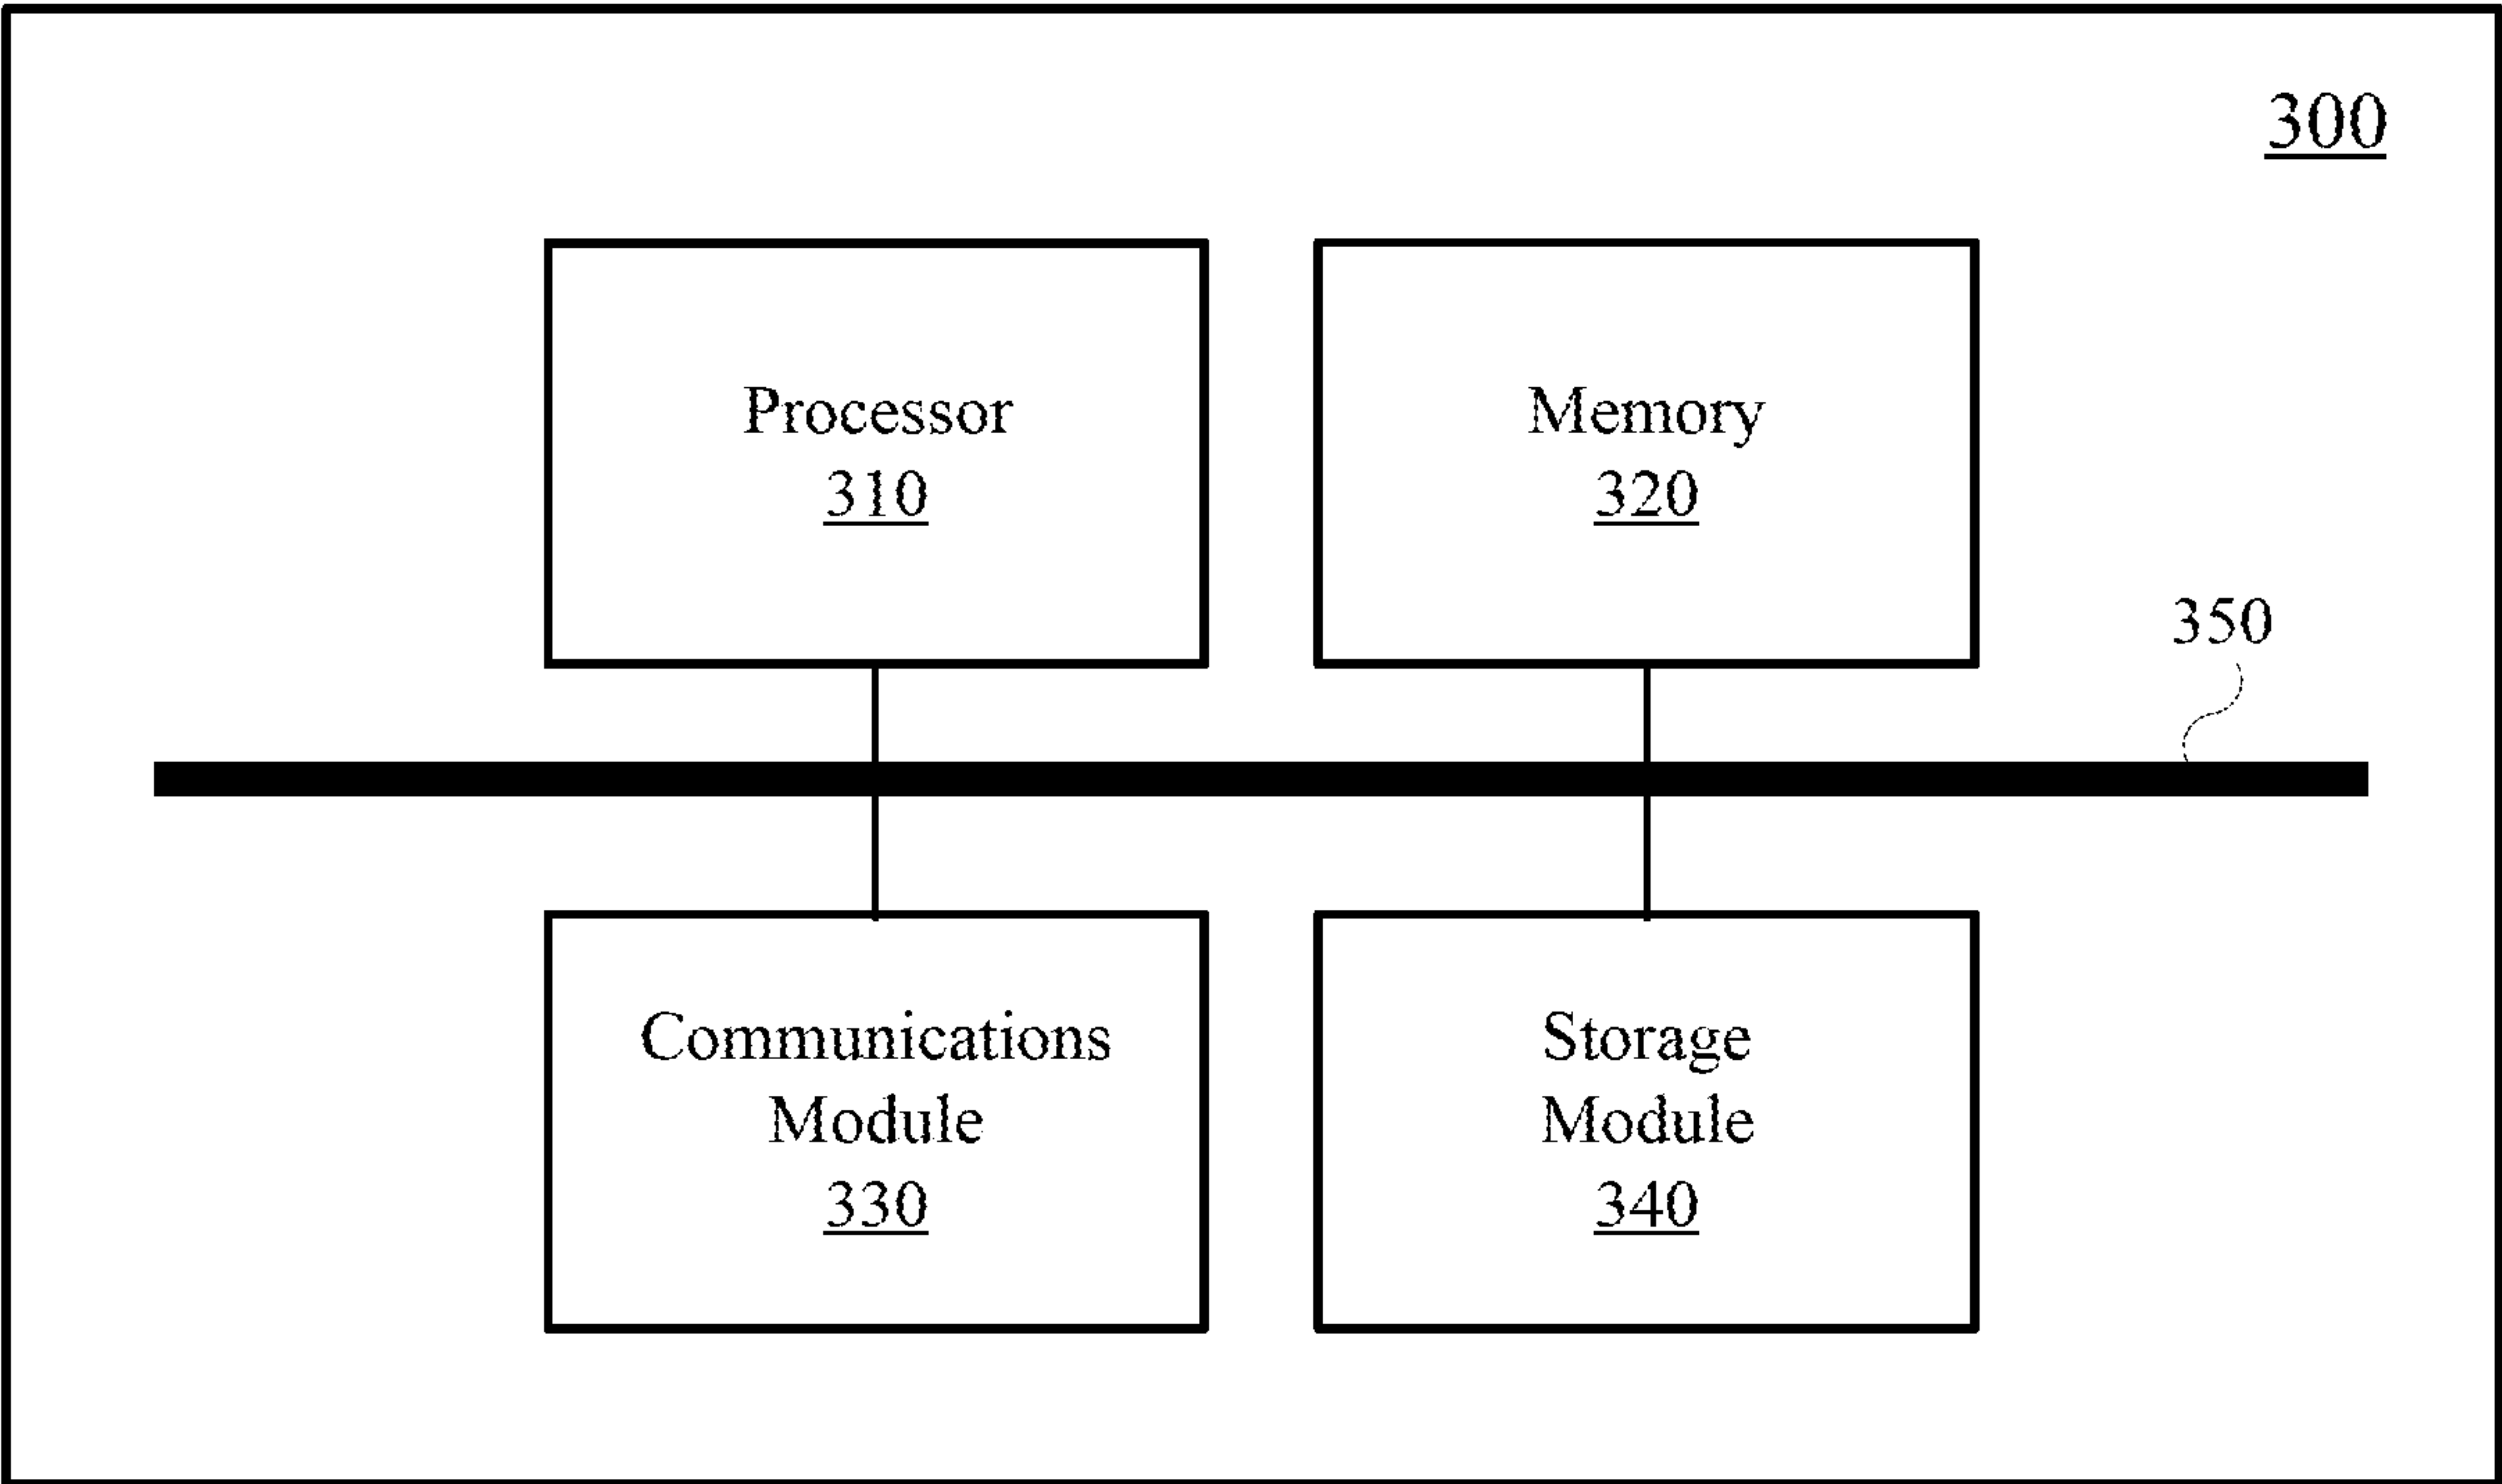 300
Processor
310
Memory
320
350
Communications
Module
330
Storage
Module
340